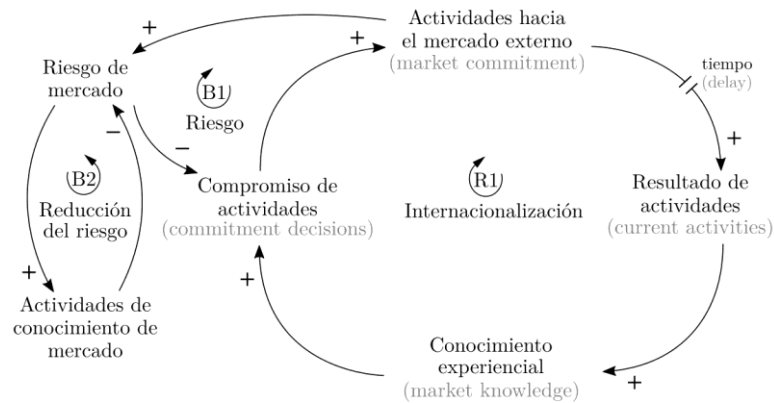 Actividades hacia
el mercado externo
(market commitment)
+
+
tiempo
(delay)
Riesgo de
mercado
B1
Riesgo
+
−
−
B2
Reducción
del riesgo
Compromiso de
actividades
(commitment decisions)
R1
Internacionalización
Resultado de
actividades
(current activities)
+
+
Actividades de
conocimiento de
mercado
Conocimiento
experiencial
(market knowledge)
+